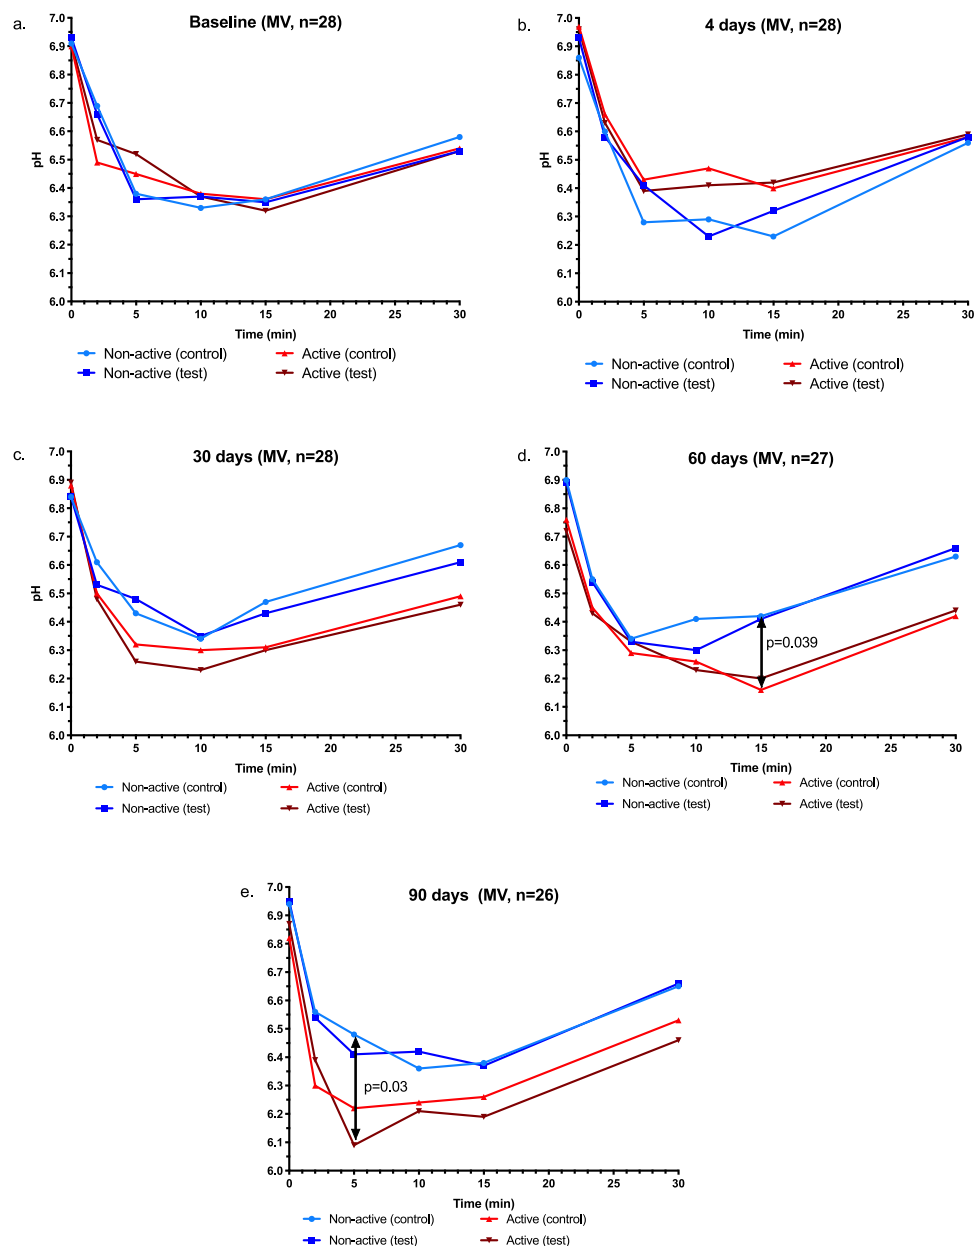 a.
Baseline (MV, n=28)
7.0
6.9
6.8
6.7
6.6
6.5
6.4
6.3
6.2
6.1
6.0
pH
0 5 10 15 20 25 30
Time (min)
Non-active (control) Active (control)
Non-active (test) Active (test)
b.
4 days (MV, n=28)
7.0
6.9
6.8
6.7
6.6
6.5
6.4
6.3
6.2
6.1
6.0
pH
0 5 10 15 20 25 30
Time (min)
Non-active (control) Active (control)
Non-active (test) Active (test)
c.
30 days (MV, n=28)
7.0
6.9
6.8
6.7
6.6
6.5
6.4
6.3
6.2
6.1
6.0
pH
0 5 10 15 20 25 30
Time (min)
Non-active (control) Active (control)
Non-active (test) Active (test)
d.
60 days (MV, n=27)
7.0
6.9
6.8
6.7
6.6
6.5
6.4
6.3
6.2
6.1
6.0
pH
p=0.039
0 5 10 15 20 25 30
Time (min)
Non-active (control) Active (control)
Non-active (test) Active (test)
e.
90 days (MV, n=26)
7.0
6.9
6.8
6.7
6.6
6.5
6.4
6.3
6.2
6.1
6.0
pH
p=0.03
0 5 10 15 20 25 30
Time (min)
Non-active (control) Active (control)
Non-active (test) Active (test)